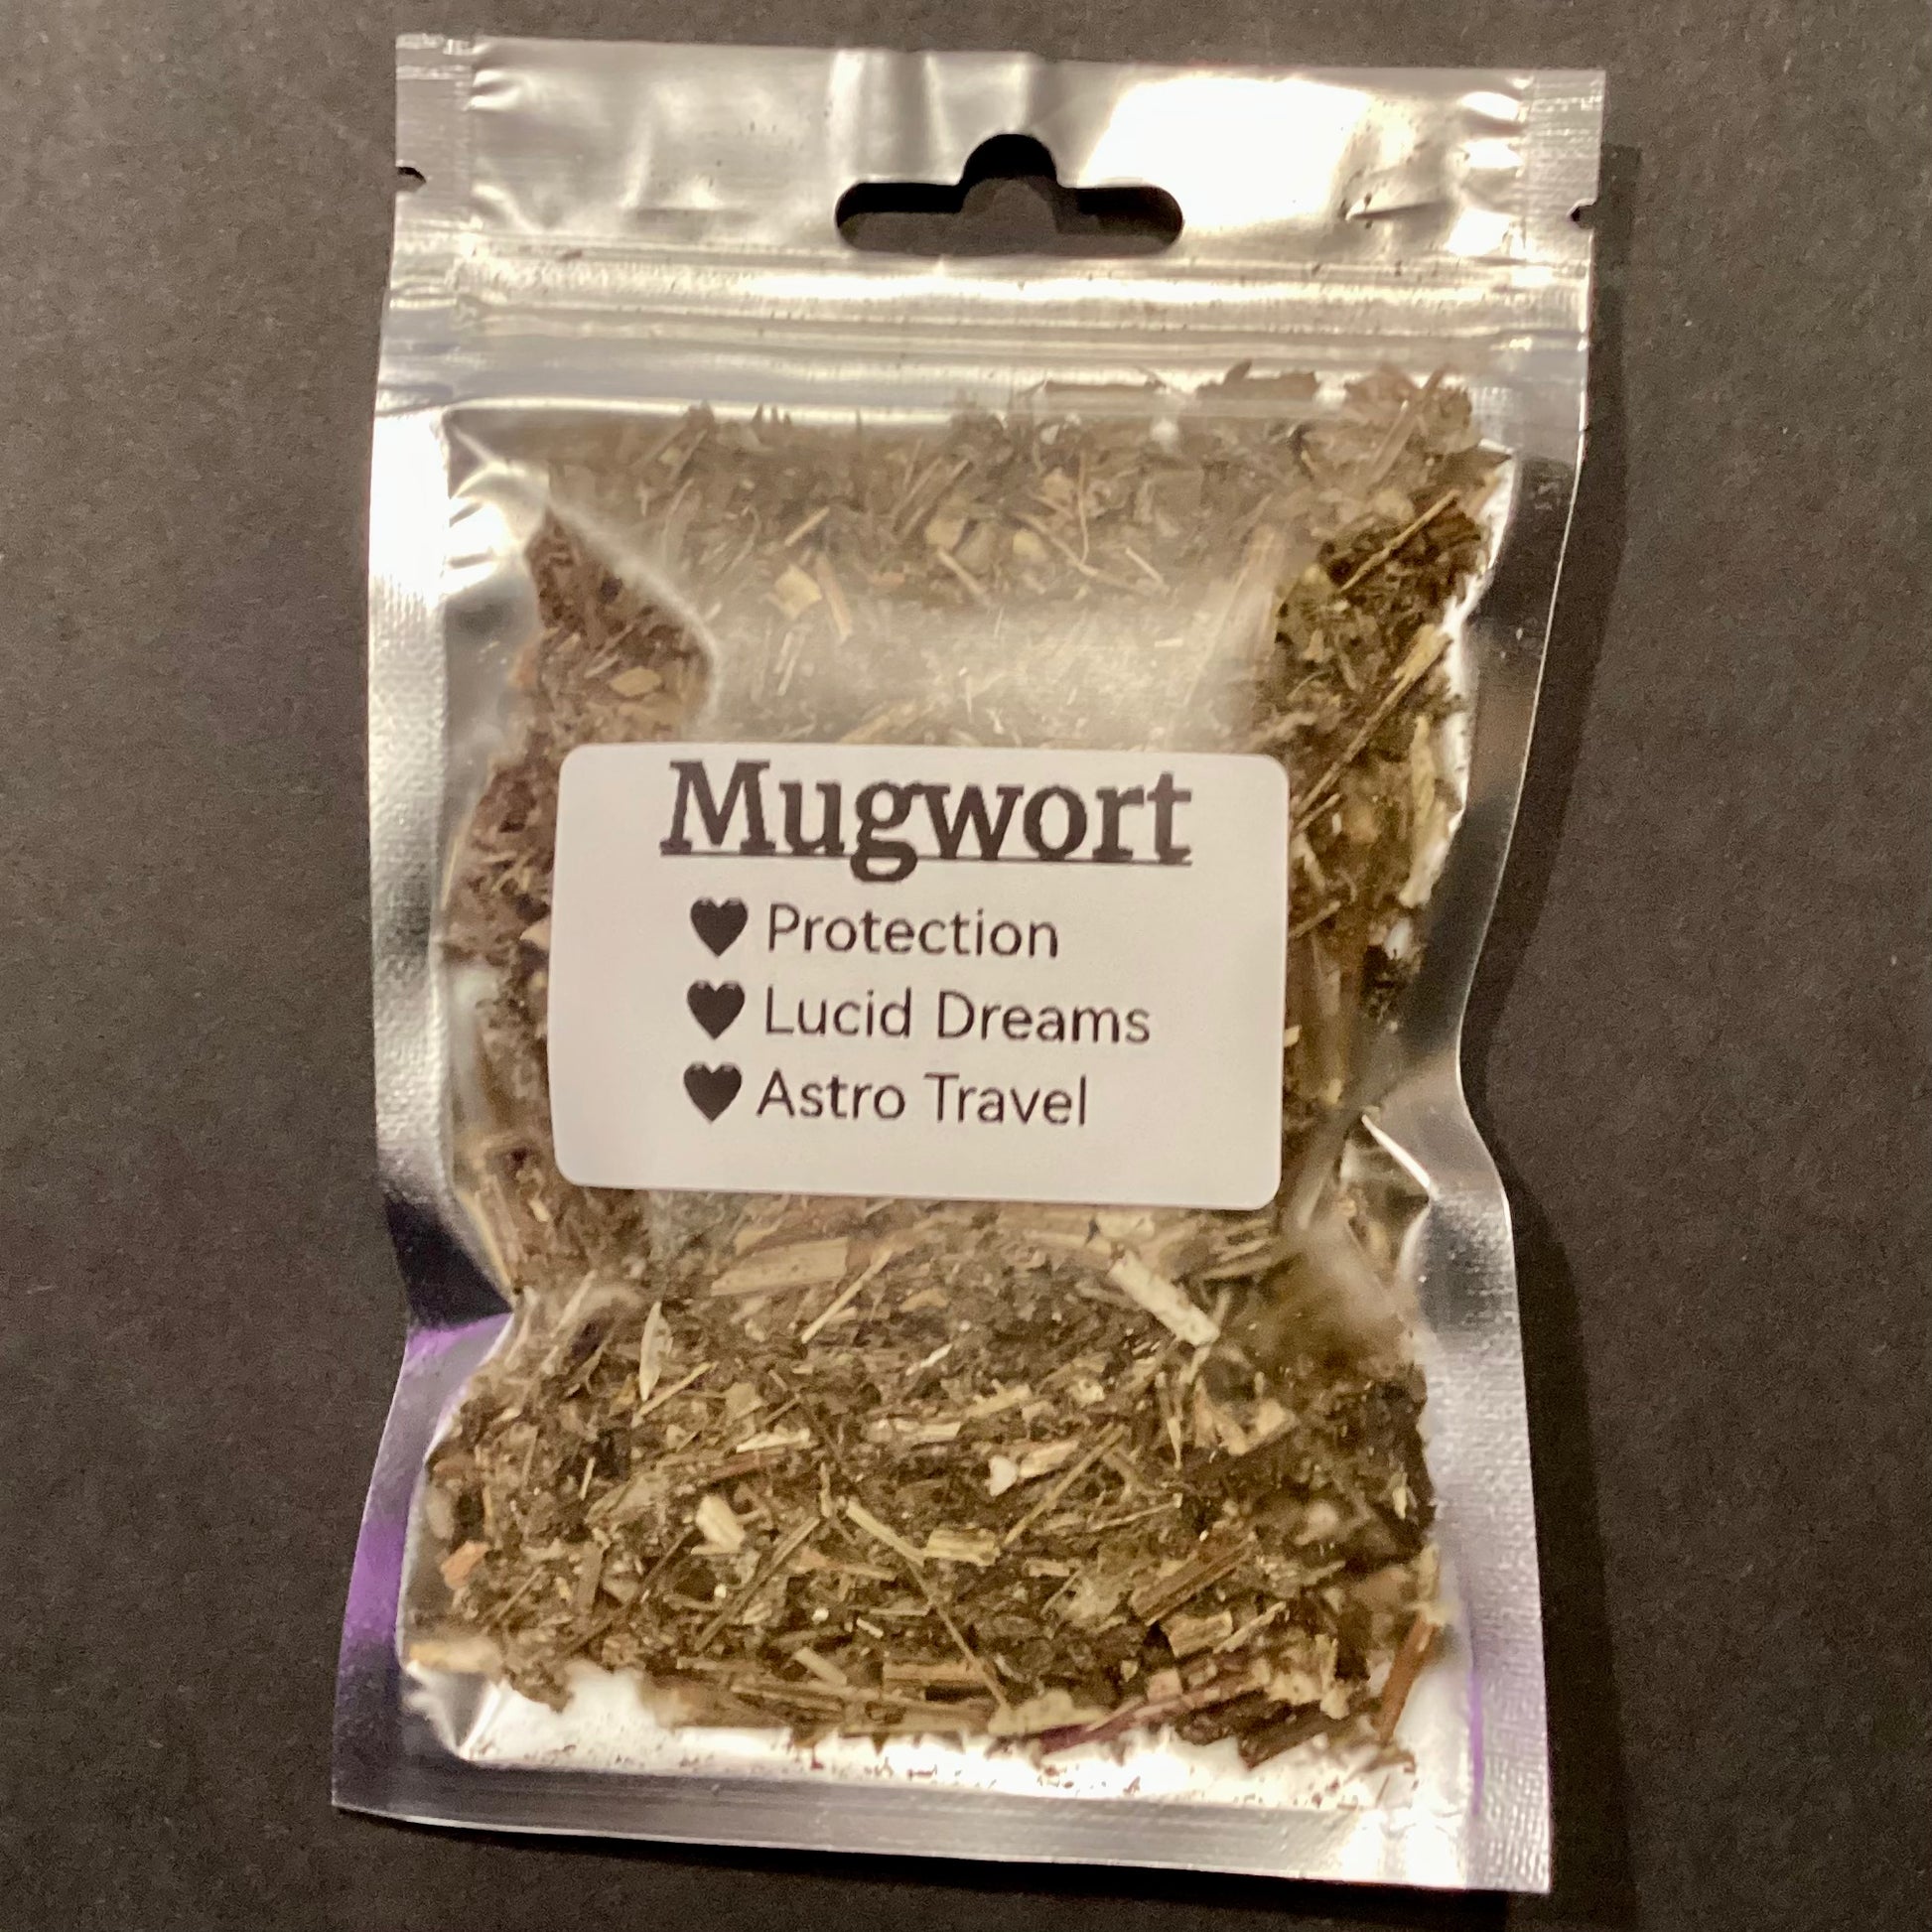 Mugwort
♥ Protection
♥ Lucid Dreams
♥ Astro Travel